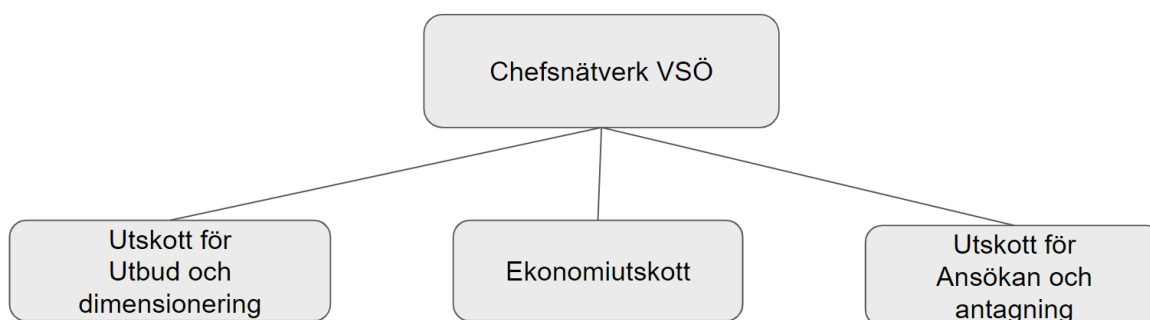 Chefsnätverk VSÖ
Utskott för
Utbud och
dimensionering
Ekonomiutskott
Utskott för
Ansökan och
antagning